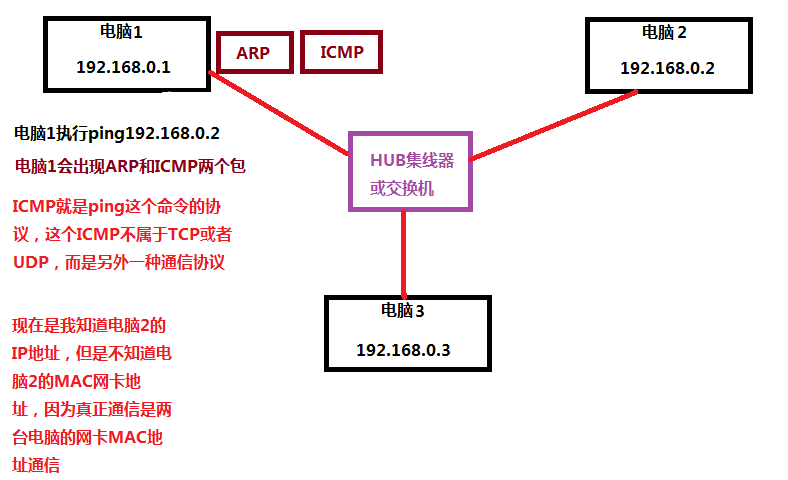 电脑1
192.168.0.1
ARP
ICMP
电脑2
192.168.0.2
电脑1执行ping192.168.0.2
电脑1会出现ARP和ICMP两个包
HUB集线器
或交换机
ICMP就是ping这个命令的协
议，这个ICMP不属于TCP或者
UDP，而是另外一种通信协议
电脑3
192.168.0.3
现在是我知道电脑2的
IP地址，但是不知道电
脑2的MAC网卡地
址，因为真正通信是两
台电脑的网卡MAC地
址通信